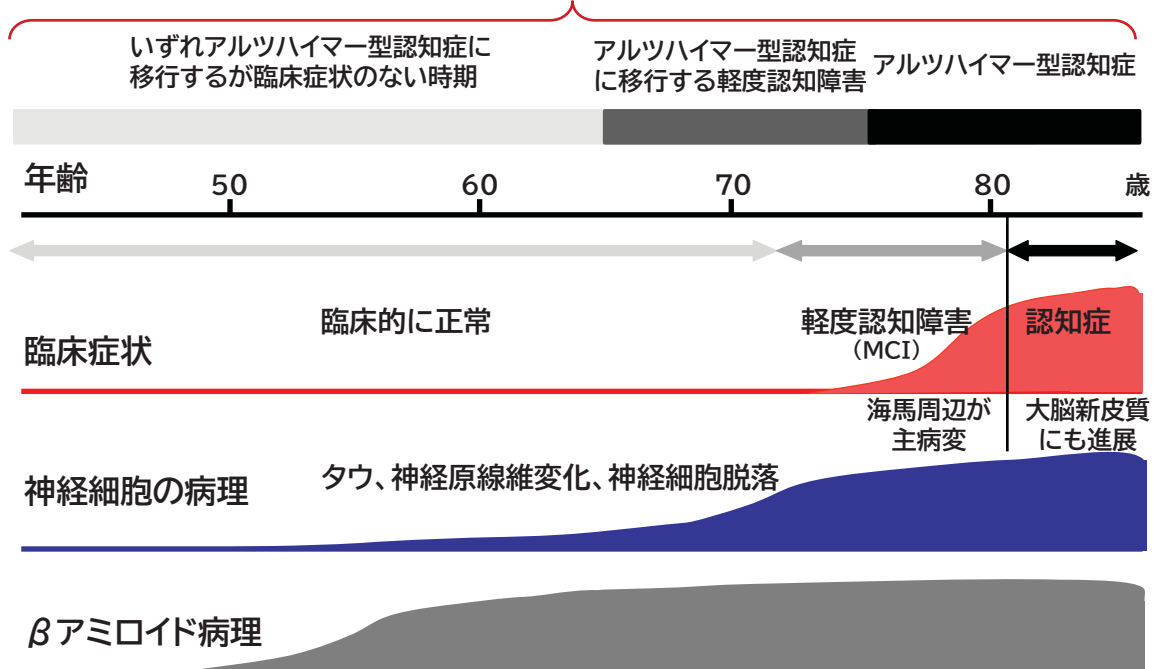 いずれアルツハイマー型認知症に
移行するが臨床症状のない時期
アルツハイマー型認知症
に移行する軽度認知障害
アルツハイマー型認知症
年齢 50 60 70 80 歳
臨床的に正常
軽度認知障害
(MCI)
認知症
臨床症状
海馬周辺が
主病変
大脳新皮質
にも進展
タウ、神経原線維変化、神経細胞脱落
神経細胞の病理
βアミロイド病理